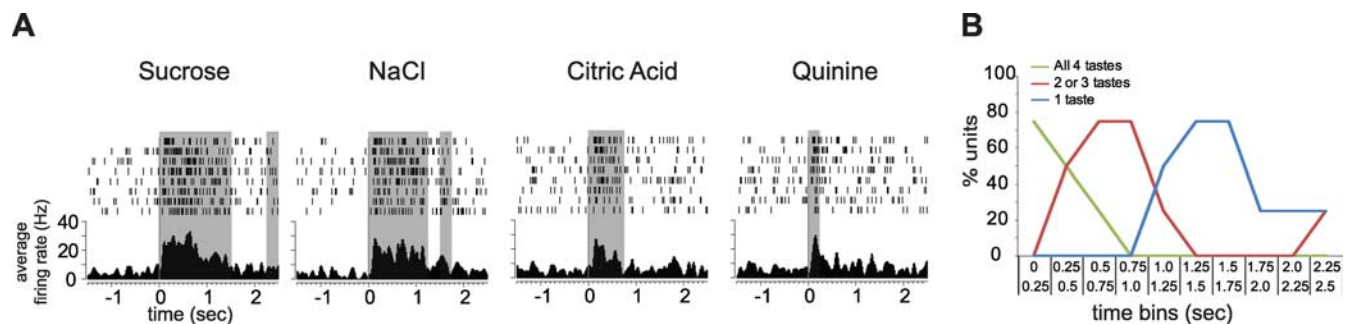 A
B
Sucrose
NaCl
Citric Acid
Quinine
average
firing rate (Hz)
40
20
0
-1 0 1 2
-1 0 1 2
-1 0 1 2
-1 0 1 2
time (sec)
All 4 tastes
2 or 3 tastes
1 taste
% units
100
80
60
40
20
0
0 0.25 0.5 0.75 1.0 1.25 1.5 1.75 2.0 2.25
0.25 0.5 0.75 1.0 1.25 1.5 1.75 2.0 2.25 2.5
time bins (sec)